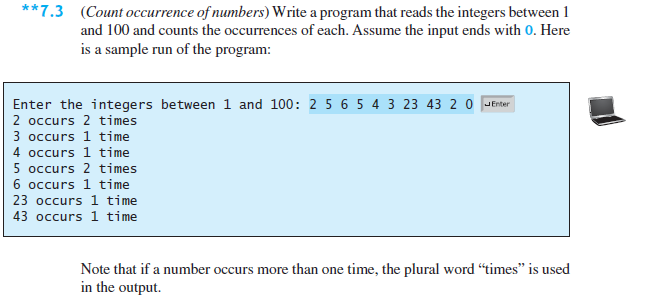 **7.3 (Count occurrence of numbers) Write a program that reads the integers between 1
and 100 and counts the occurrences of each. Assume the input ends with 0. Here
is a sample run of the program:
Enter the integers between 1 and 100: 2 5 6 5 4 3 23 43 2 0 ↵Enter
2 occurs 2 times
3 occurs 1 time
4 occurs 1 time
5 occurs 2 times
6 occurs 1 time
23 occurs 1 time
43 occurs 1 time
Note that if a number occurs more than one time, the plural word “times” is used
in the output.